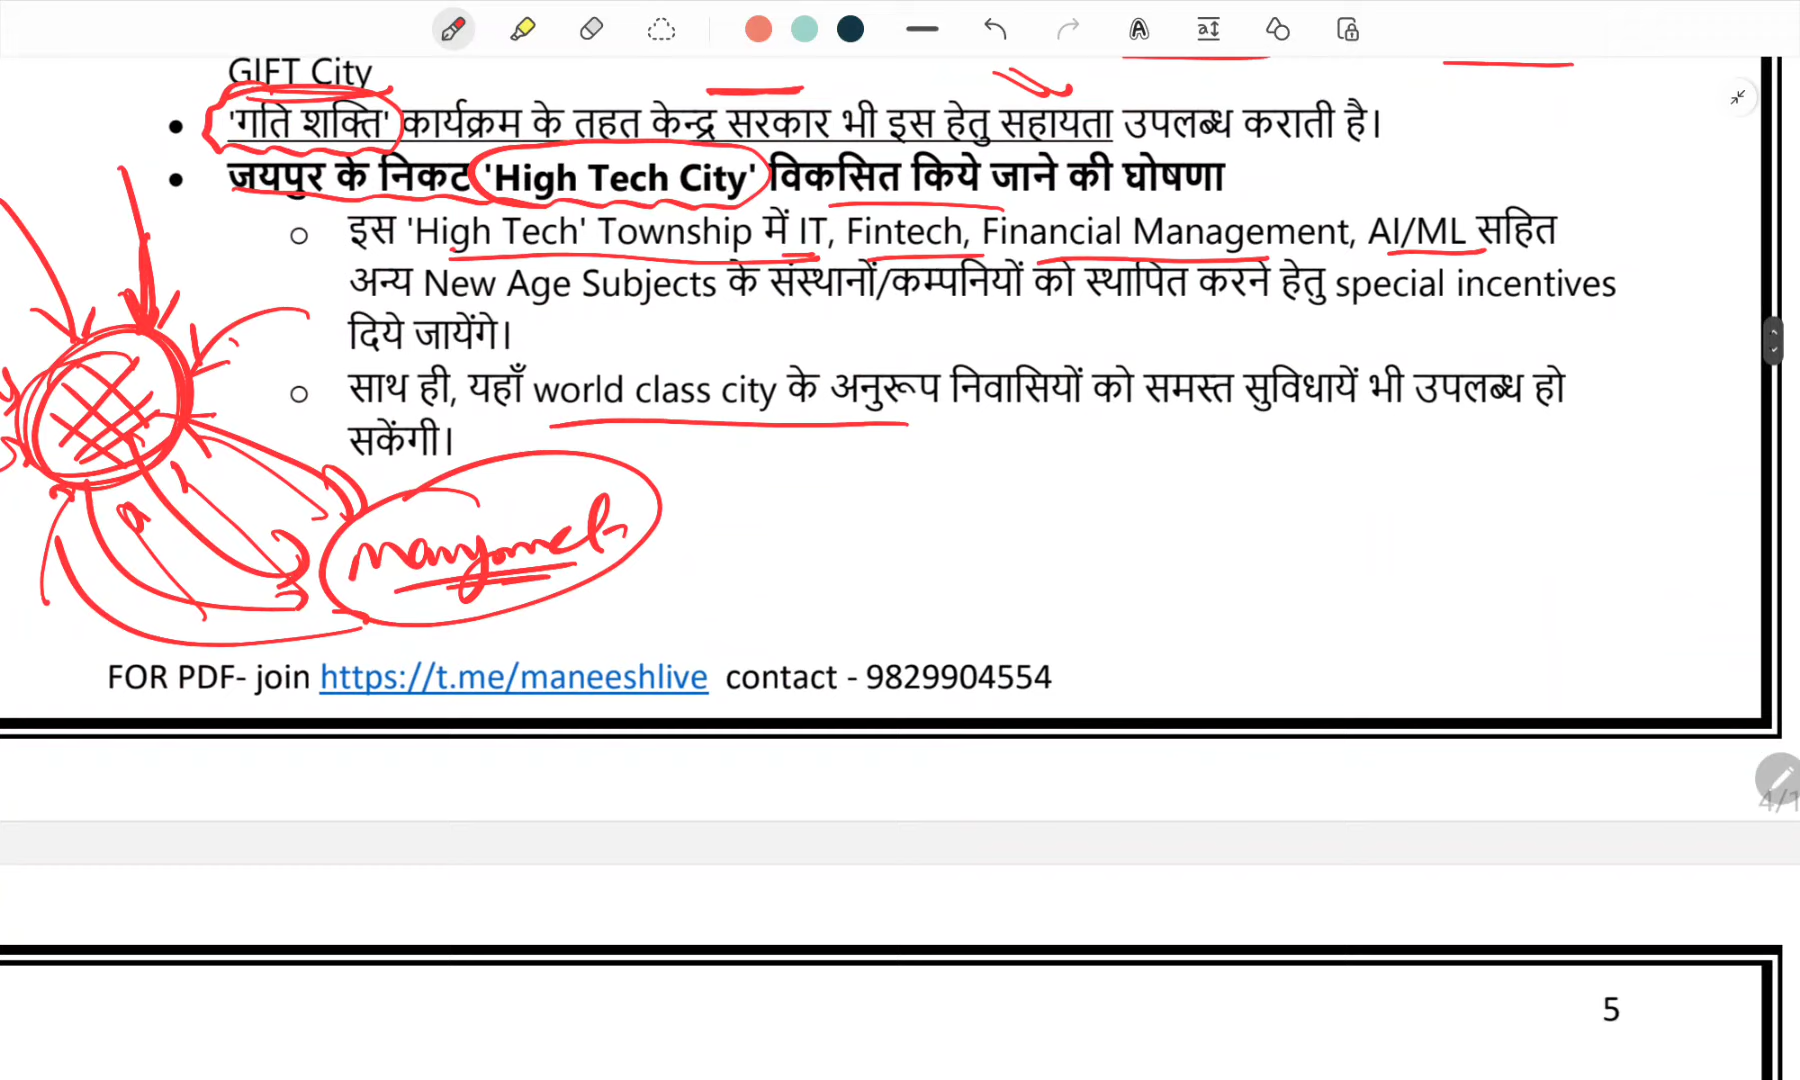 GIFT City
• 'गति शक्ति' कार्यक्रम के तहत केन्द्र सरकार भी इस हेतु सहायता उपलब्ध कराती है।
• जयपुर के निकट 'High Tech City' विकसित किये जाने की घोषणा
o इस 'High Tech' Township में IT, Fintech, Financial Management, AI/ML सहित
अन्य New Age Subjects के संस्थानों/कम्पनियों को स्थापित करने हेतु special incentives
दिये जायेंगे।
o साथ ही, यहाँ world class city के अनुरूप निवासियों को समस्त सुविधायें भी उपलब्ध हो
सकेंगी।
FOR PDF- join https://t.me/maneeshlive contact - 9829904554
5